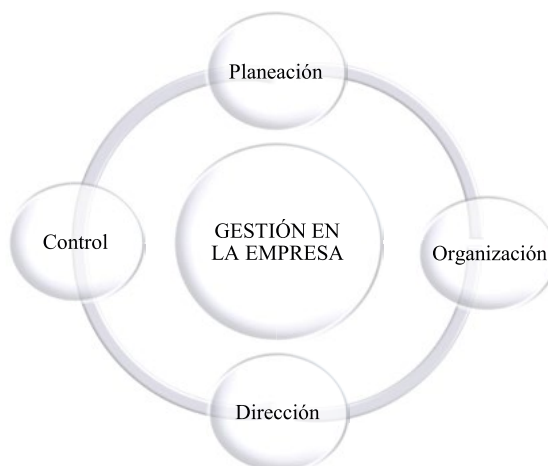 Planeación
GESTIÓN EN
LA EMPRESA
Control
Organización
Dirección